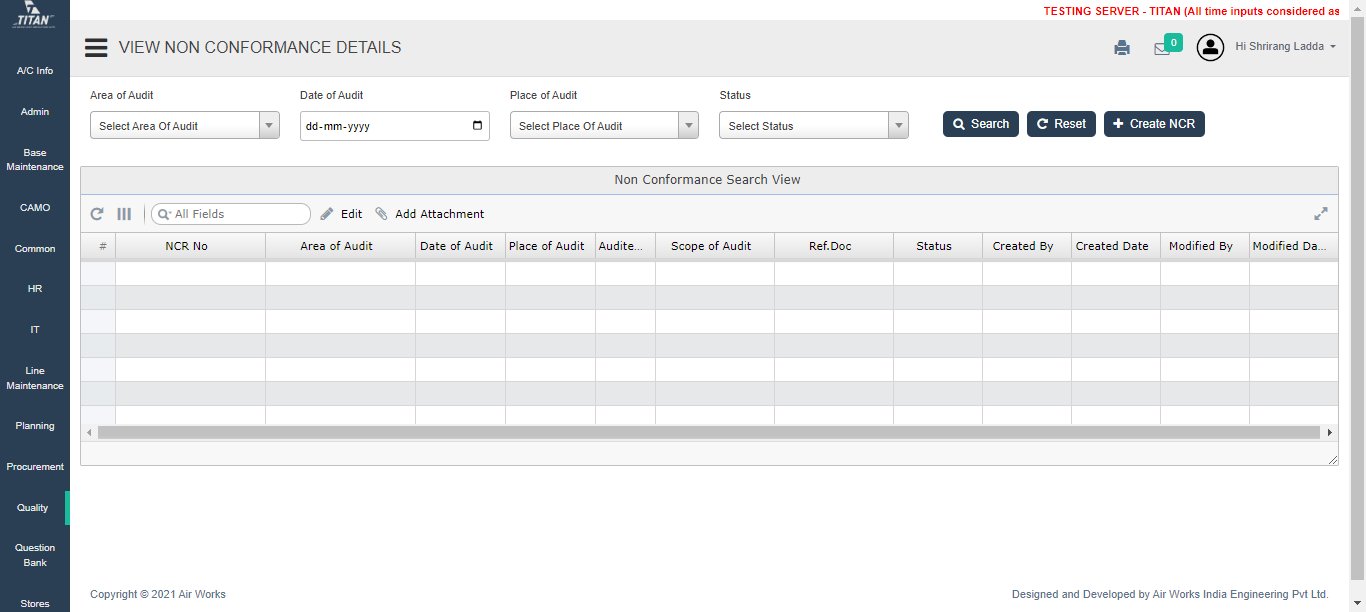 TITAN
TESTING SERVER - TITAN (All time inputs considered as
VIEW NON CONFORMANCE DETAILS
0
Hi Shrirang Ladda
A/C Info
Admin
Base
Maintenance
CAMO
Common
HR
IT
Line
Maintenance
Planning
Procurement
Quality
Question
Bank
Stores
Area of Audit Date of Audit Place of Audit Status
Select Area Of Audit dd-mm-yyyy Select Place Of Audit Select Status Search Reset Create NCR
Non Conformance Search View
All Fields Edit Add Attachment
# NCR No Area of Audit Date of Audit Place of Audit Audite... Scope of Audit Ref.Doc Status Created By Created Date Modified By Modified Da...
Copyright © 2021 Air Works Designed and Developed by Air Works India Engineering Pvt Ltd.